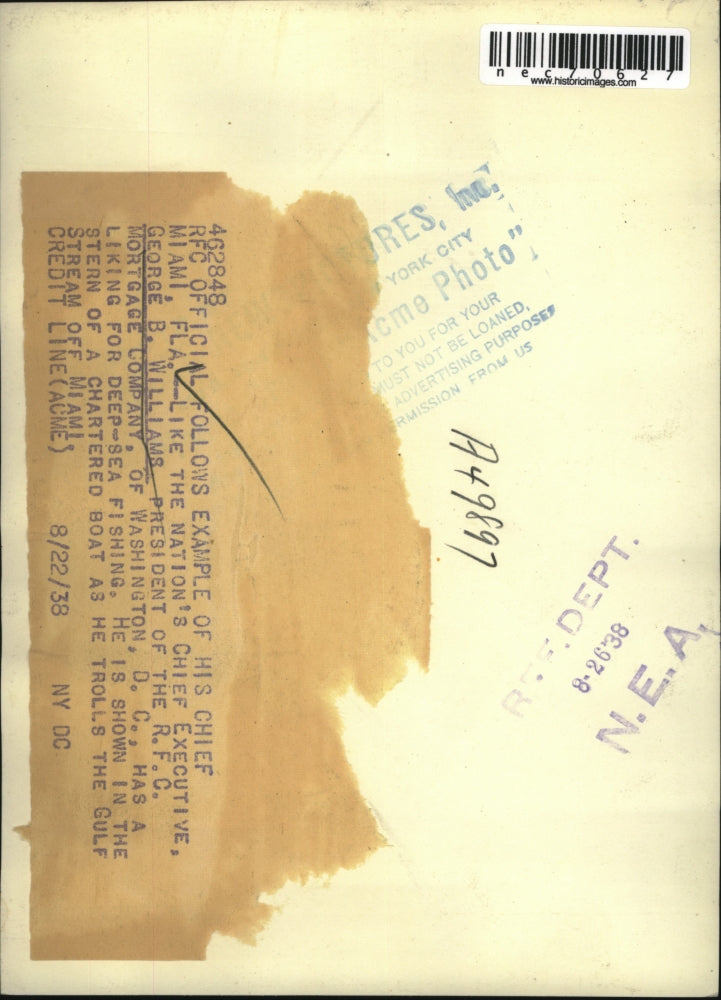 nec70627
www.historicimages.com
URES, Inc.
YORK CITY
Acme Photo"
TO YOU FOR YOUR
MUST NOT BE LOANED,
ADVERTISING PURPOSES
FROM US
A49897
REF. DEPT.
8-26 38
N.E.A.
402848
RFC OFFICIAL FOLLOWS EXAMPLE OF HIS CHIEF
MIAMI, FLA.--LIKE THE NATION'S CHIEF EXECUTIVE,
GEORGE B. WILLIAMS, PRESIDENT OF THE R.F.C.
MORTGAGE COMPANY, OF WASHINGTON, D.C., HAS A
LIKING FOR DEEP-SEA FISHING. HE IS SHOWN IN THE
STERN OF A CHARTERED BOAT AS HE TROLLS THE GULF
STREAM OFF MIAMI.
CREDIT LINE(ACME) 8/22/38 NY DC